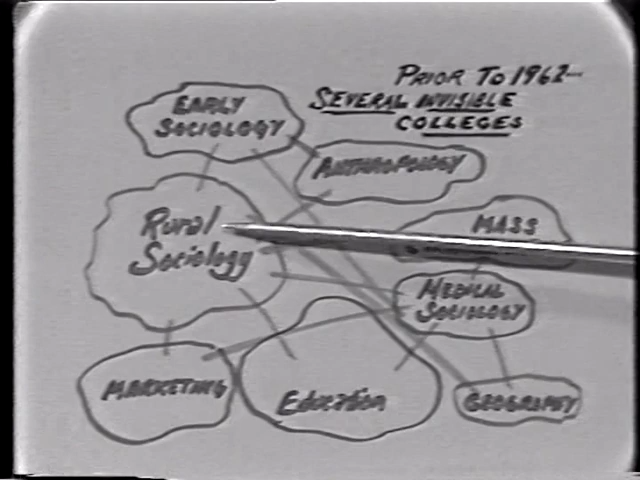 PRIOR TO 1962---
SEVERAL INVISIBLE
COLLEGES
EARLY
SOCIOLOGY
ANTHROPOLOGY
Rural
Sociology
MASS
MEDICAL
SOCIOLOGY
MARKETING
Education
GEOGRAPHY